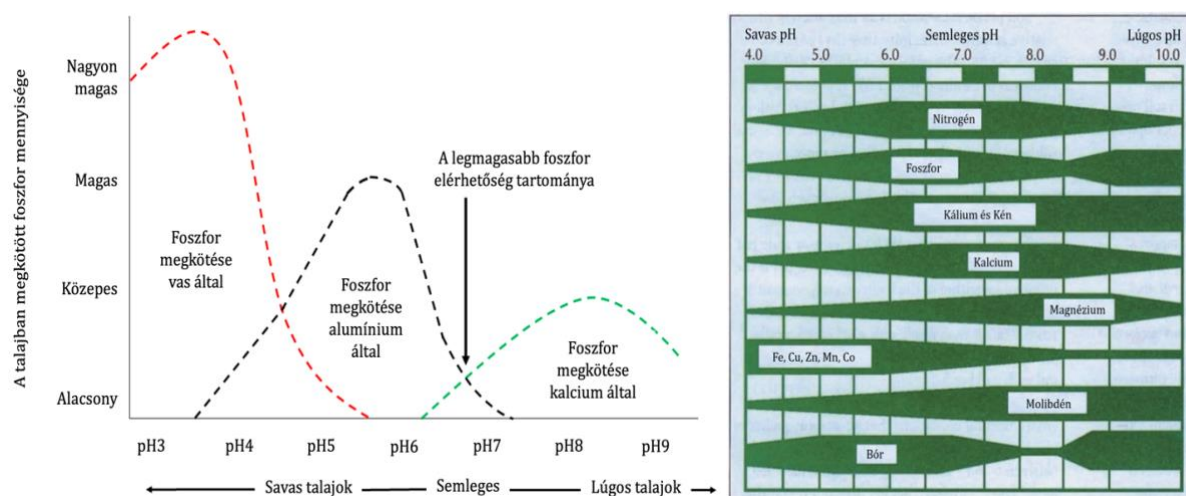 A talajban megkötött foszfor mennyisége
Nagyon
magas
Magas
Közepes
Alacsony
Foszfor
megkötése
vas által
Foszfor
megkötése
alumínium
által
A legmagasabb foszfor
elérhetőség tartománya
Foszfor
megkötése
kalcium által
pH3 pH4 pH5 pH6 pH7 pH8 pH9
Savas talajok Semleges Lúgos talajok
Savas pH Semleges pH Lúgos pH
4.0 5.0 6.0 7.0 8.0 9.0 10.0
Nitrogén
Foszfor
Kálium és Kén
Kalcium
Magnézium
Fe, Cu, Zn, Mn, Co
Molibdén
Bór